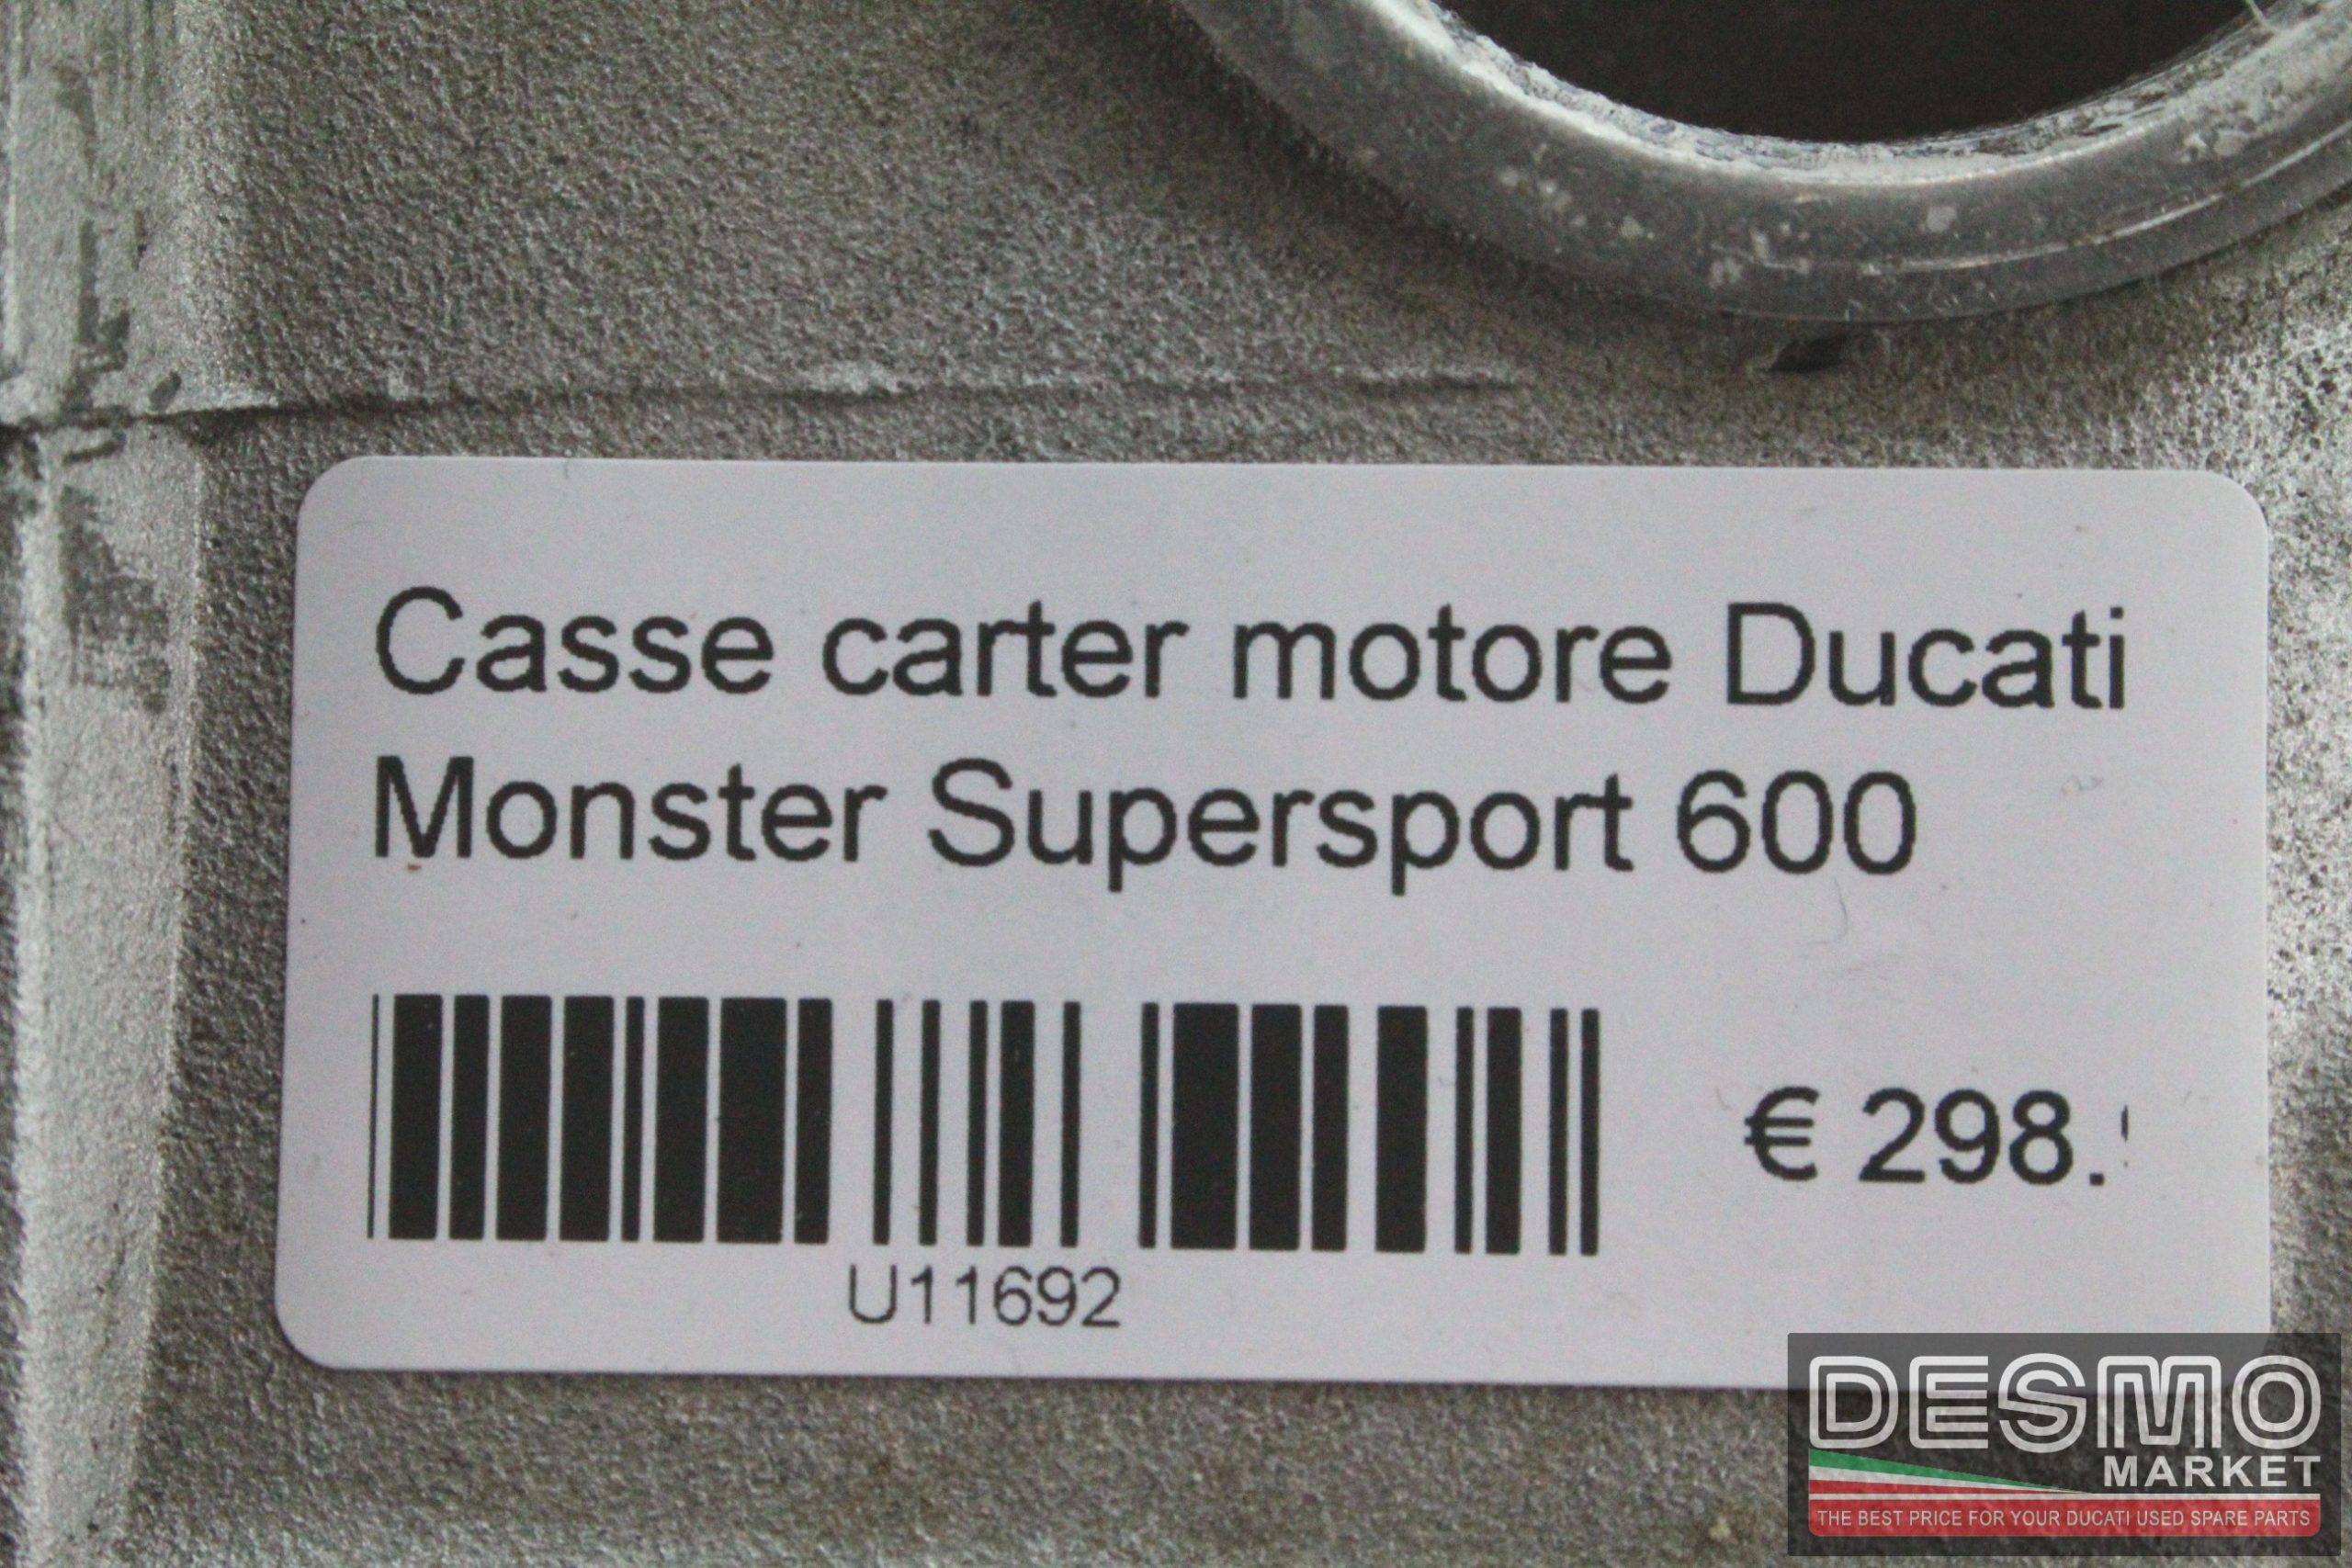 Casse carter motore Ducati
Monster Supersport 600
€ 298.
U11692
DESMO
MARKET
THE BEST PRICE FOR YOUR DUCATI USED SPARE PARTS